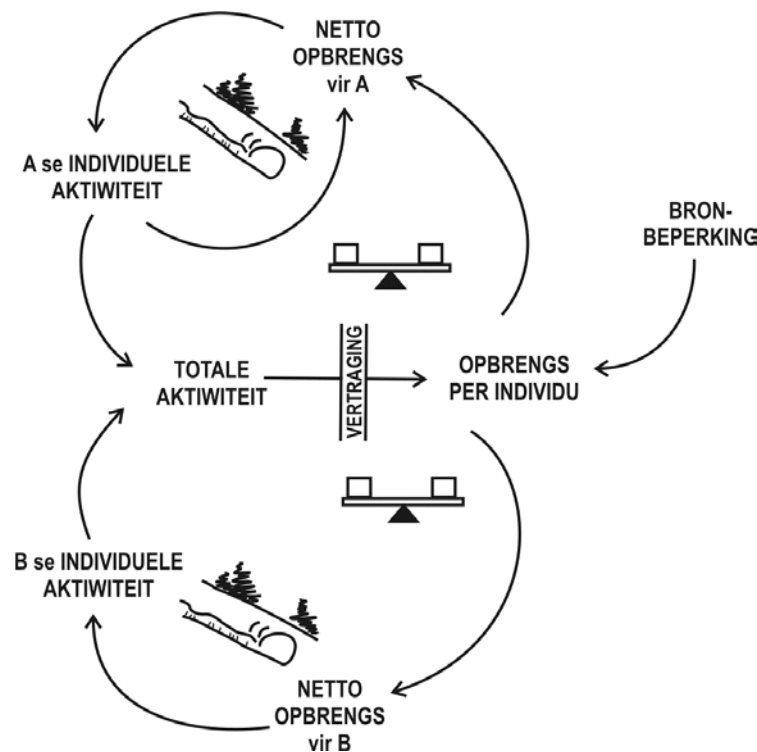 NETTO
OPBRENGS
vir A
A se INDIVIDUELE
AKTIWITEIT
BRON-
BEPERKING
TOTALE
AKTIWITEIT
VERTRAGING
OPBRENGS
PER INDIVIDU
B se INDIVIDUELE
AKTIWITEIT
NETTO
OPBRENGS
vir B